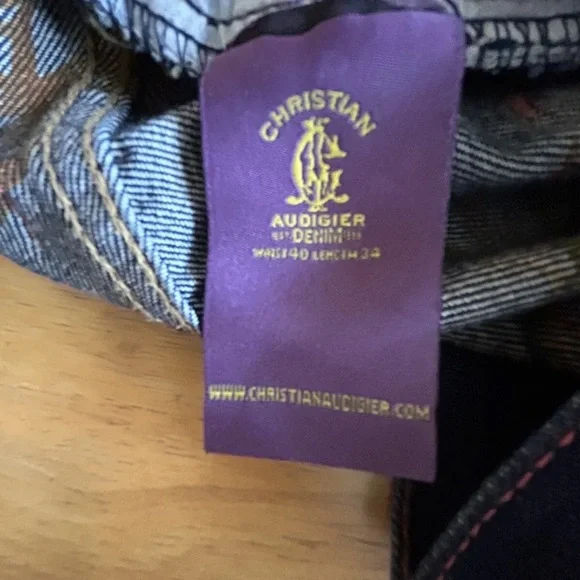 CHRISTIAN
AUDIGIER
DENIM
WAIST 40 LENGTH 34
WWW.CHRISTIANAUDIGIER.COM